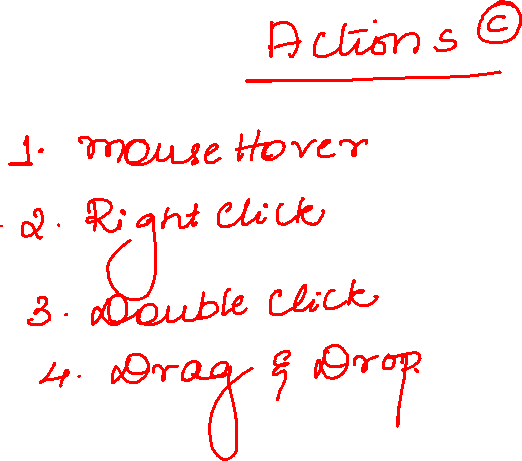 Actions ©
1. mouse Hover
2. Right Click
3. Double Click
4. Drag & Drop